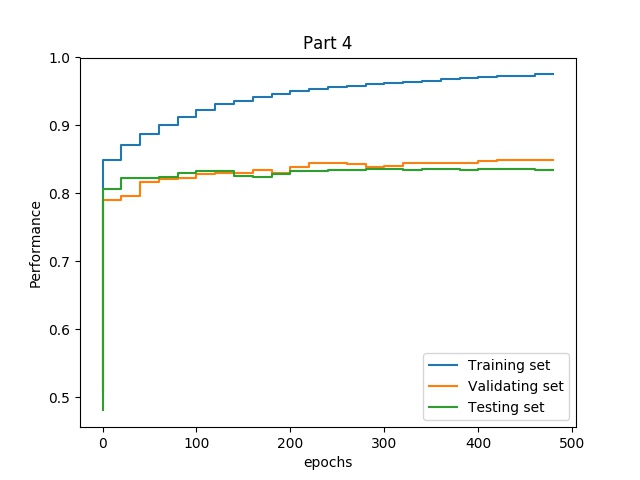 Part 4
Performance
1.0
0.9
0.8
0.7
0.6
0.5
Training set
Validating set
Testing set
0
100
200
300
400
500
epochs